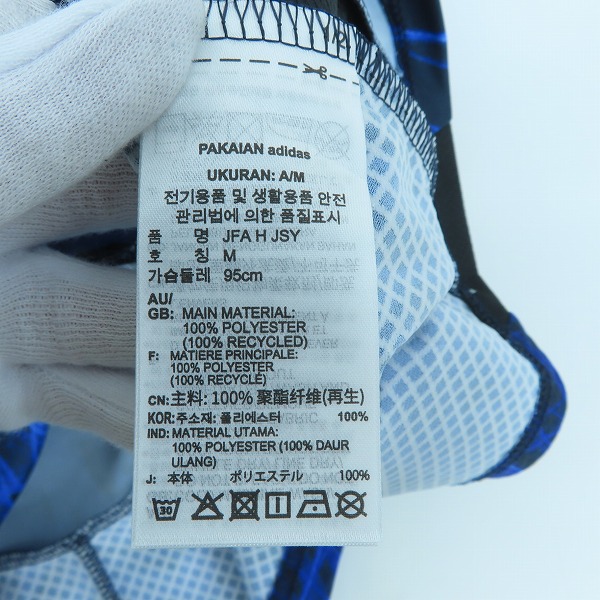 PAKAIAN adidas
UKURAN: A/M
전기용품 및 생활용품 안전
관리법에 의한 품질표시
품 명 JFA H JSY
호 칭 M
가슴둘레 95cm
AU/
GB: MAIN MATERIAL:
100% POLYESTER
(100% RECYCLED)
F: MATIERE PRINCIPALE:
100% POLYESTER
(100% RECYCLÉ)
CN: 主料: 100% 聚酯纤维(再生)
KOR: 주소재: 폴리에스터 100%
IND: MATERIAL UTAMA:
100% POLYESTER (100% DAUR
ULANG)
J: 本体 ポリエステル 100%
30